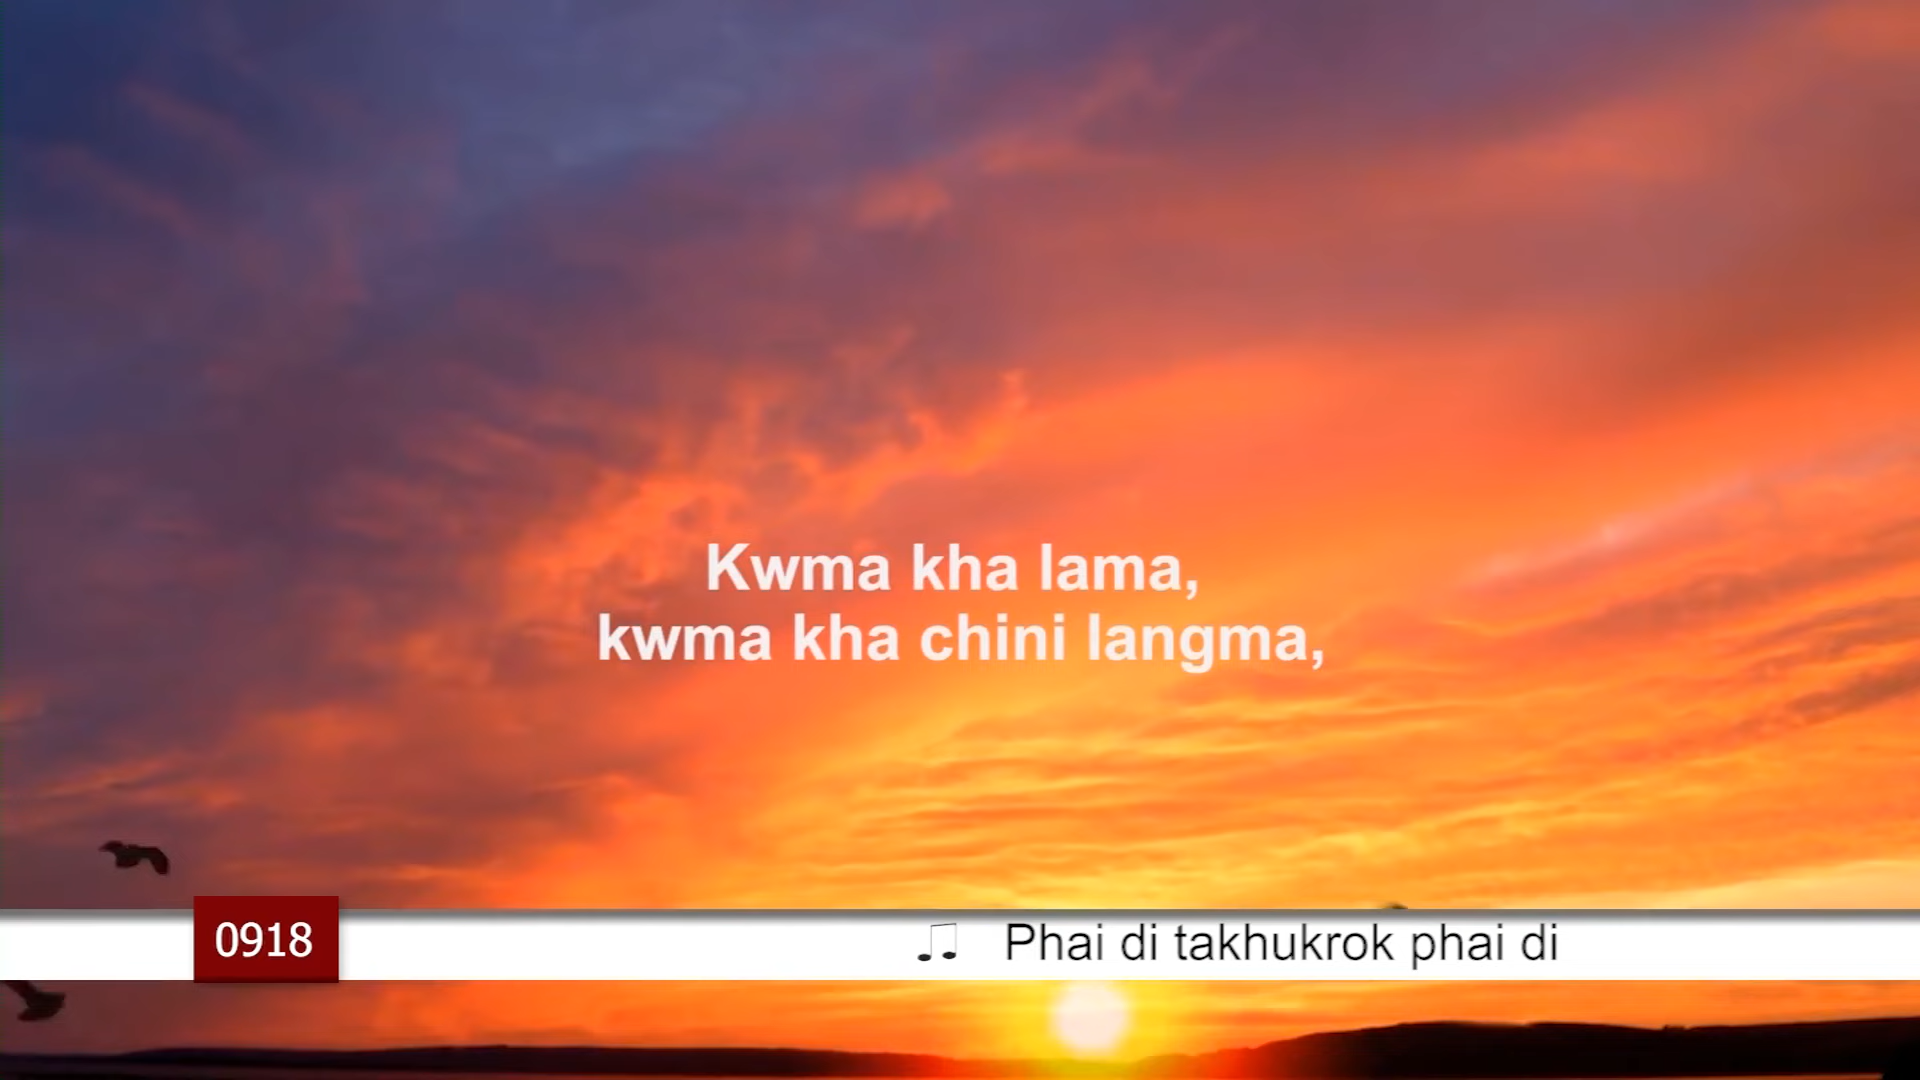 Kwma kha lama,
kwma kha chini langma,
0918
♫ Phai di takhukrok phai di